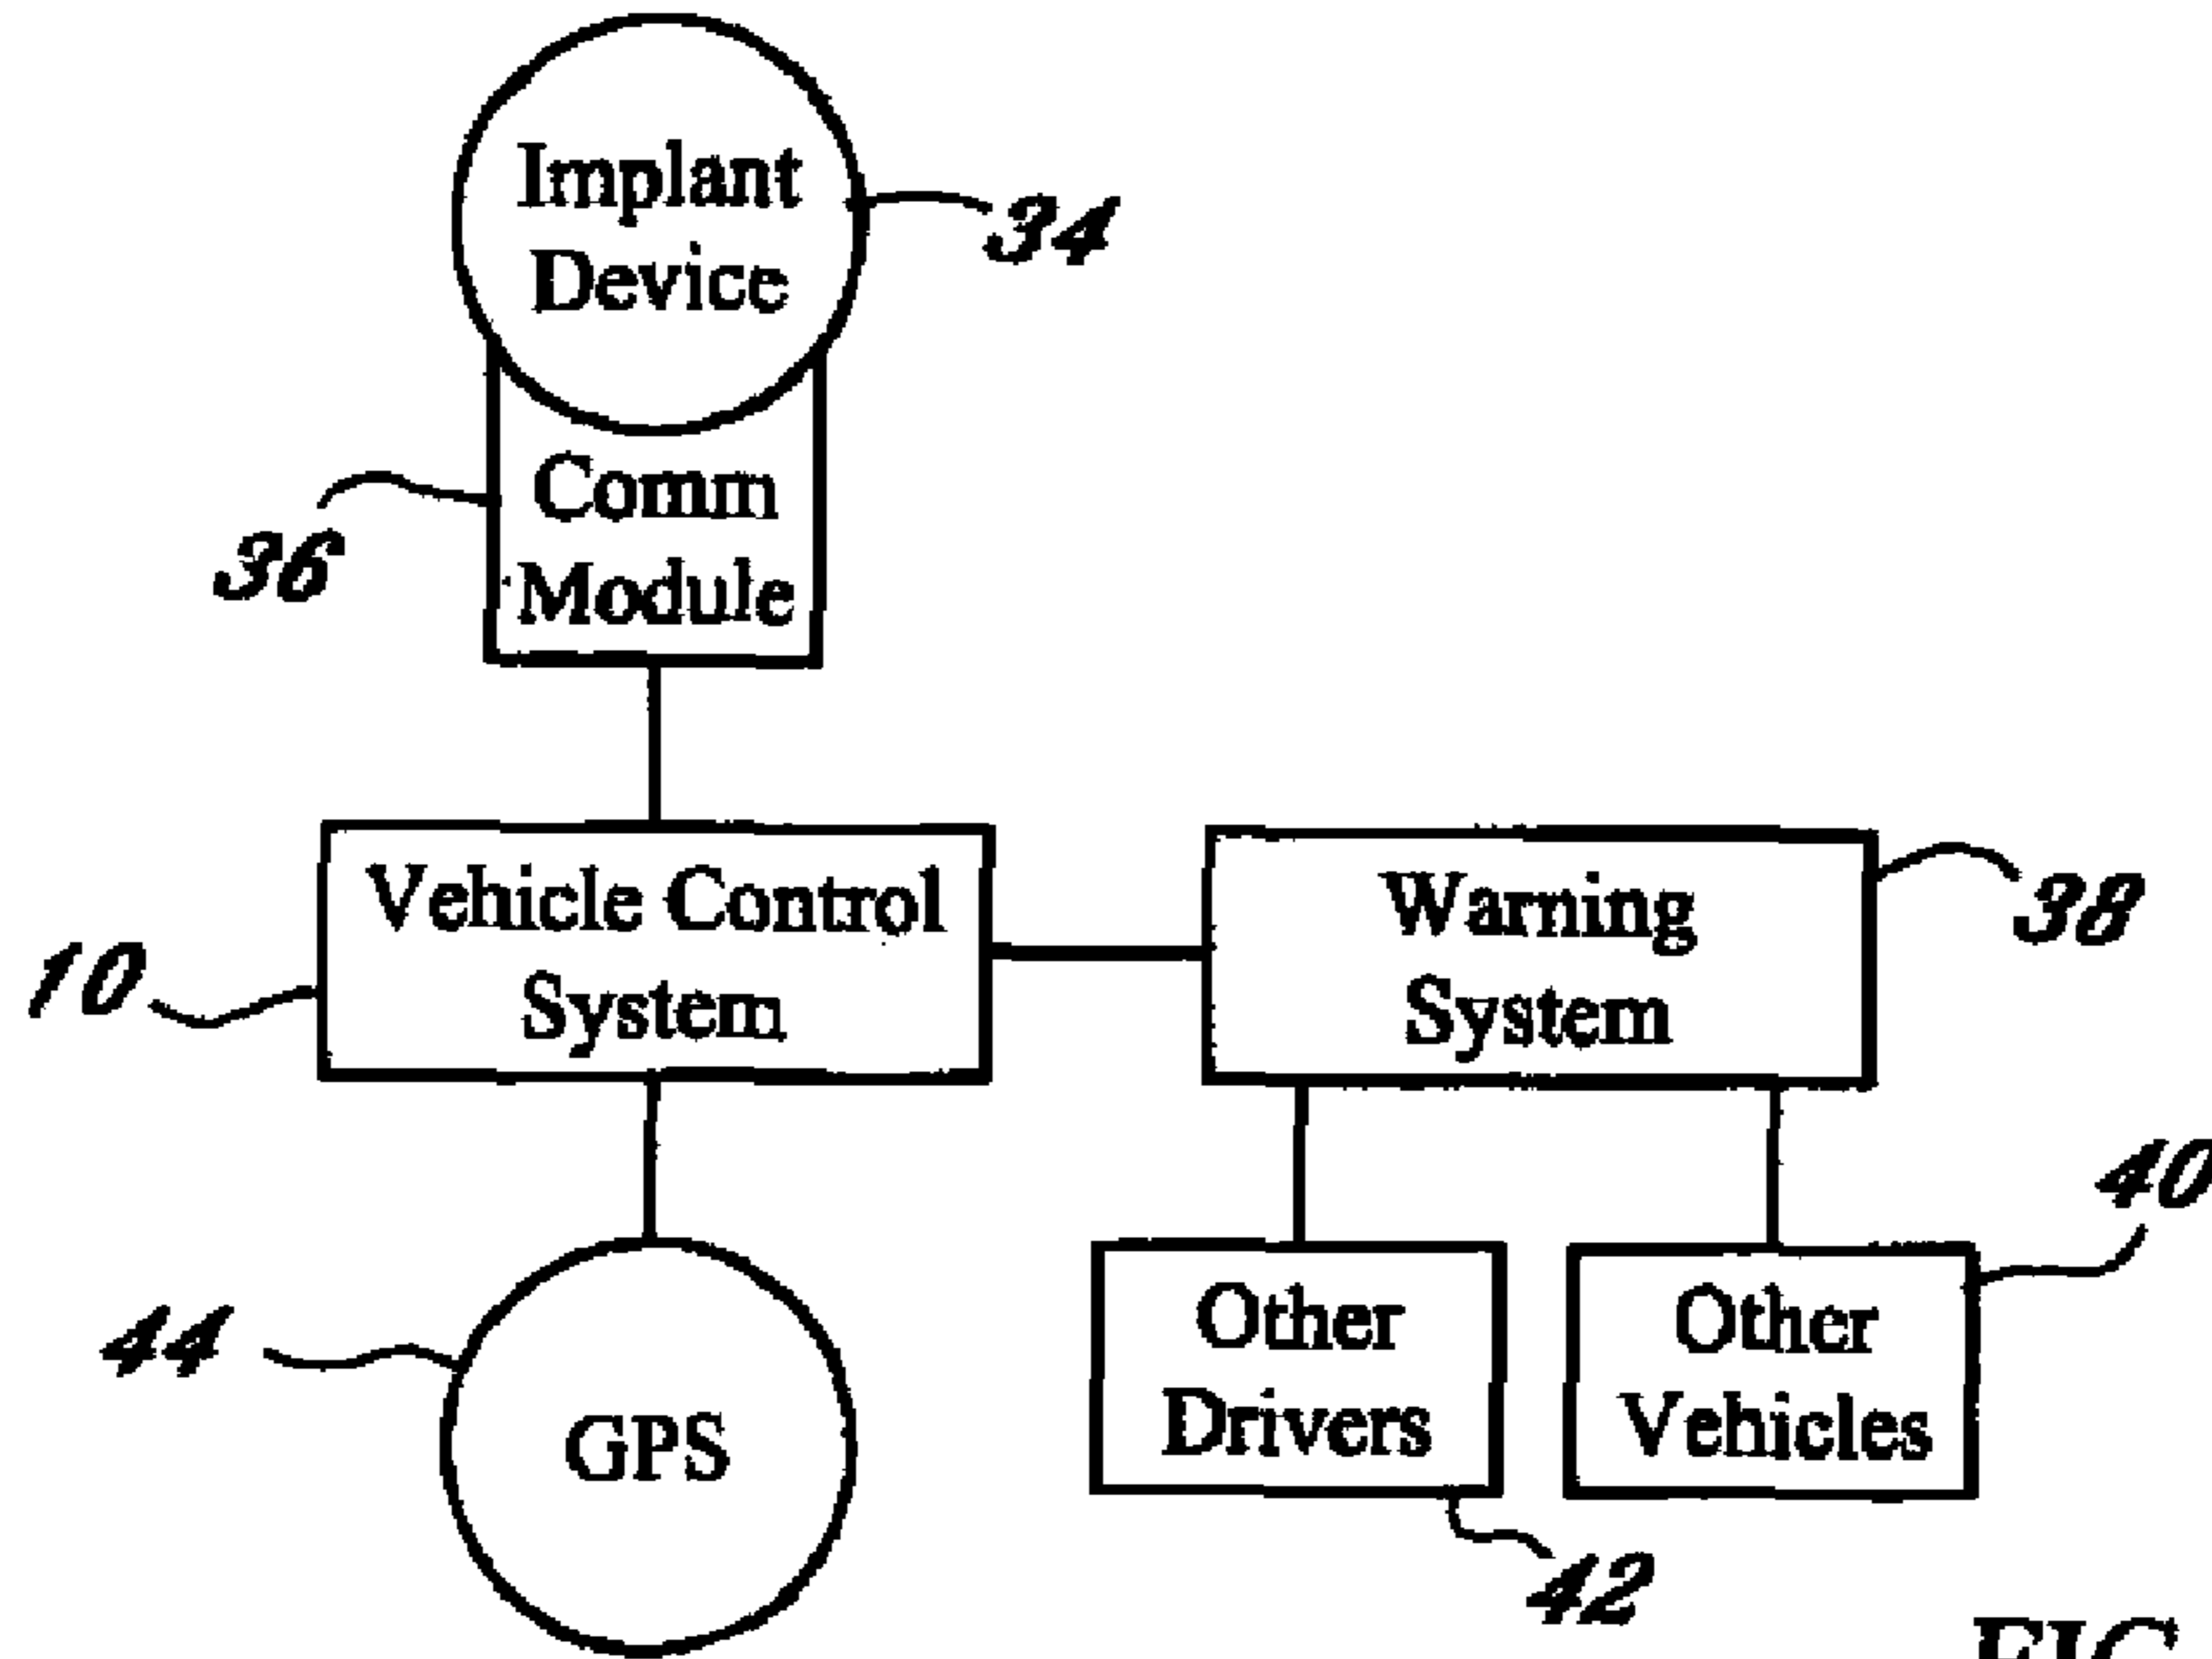 Implant
Device
34
Comm
Module
36
Vehicle Control
System
10
Warning
System
38
GPS
44
Other
Drivers
42
Other
Vehicles
40
FIG